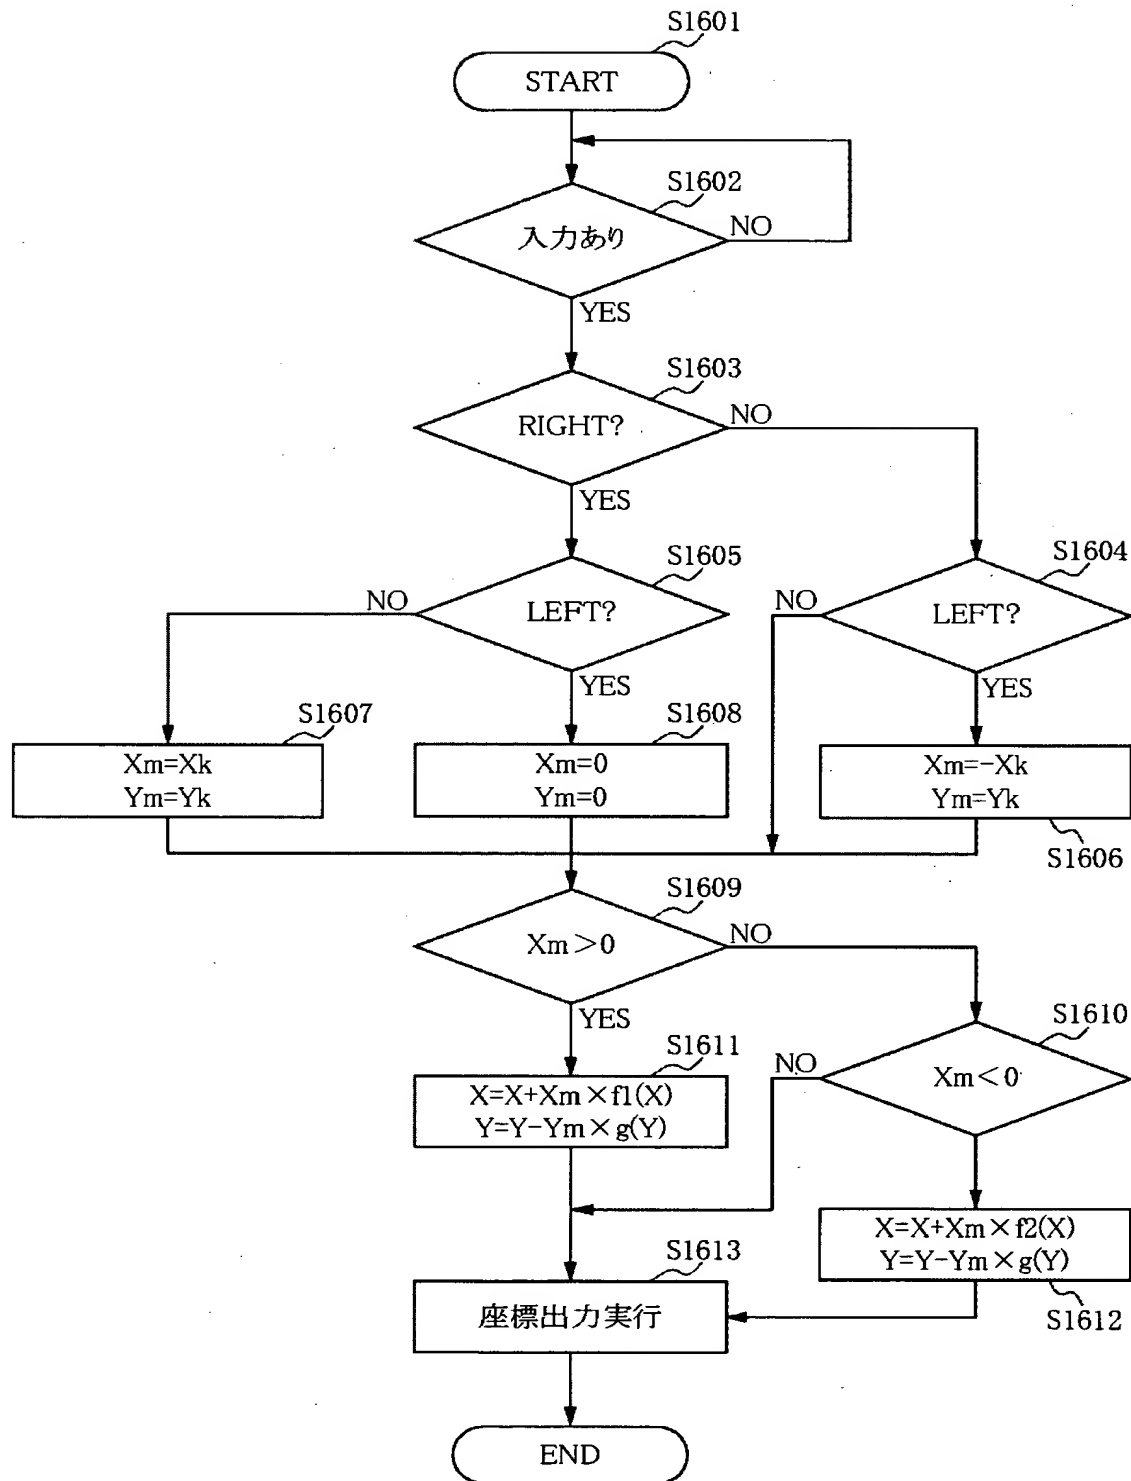 S1601
START
S1602
入力あり
NO
YES
S1603
RIGHT?
NO
YES
S1605
LEFT?
NO
YES
S1604
LEFT?
NO
YES
S1607
Xm=Xk
Ym=Yk
S1608
Xm=0
Ym=0
Xm=-Xk
Ym=Yk
S1606
S1609
Xm>0
NO
YES
S1610
Xm<0
NO
S1611
X=X+Xm×f1(X)
Y=Y-Ym×g(Y)
X=X+Xm×f2(X)
Y=Y-Ym×g(Y)
S1612
S1613
座標出力実行
END